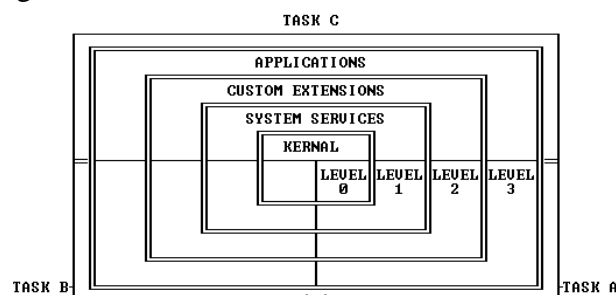 TASK C
APPLICATIONS
CUSTOM EXTENSIONS
SYSTEM SERVICES
KERNAL
LEVEL LEVEL LEVEL LEVEL
0 1 2 3
TASK B TASK A